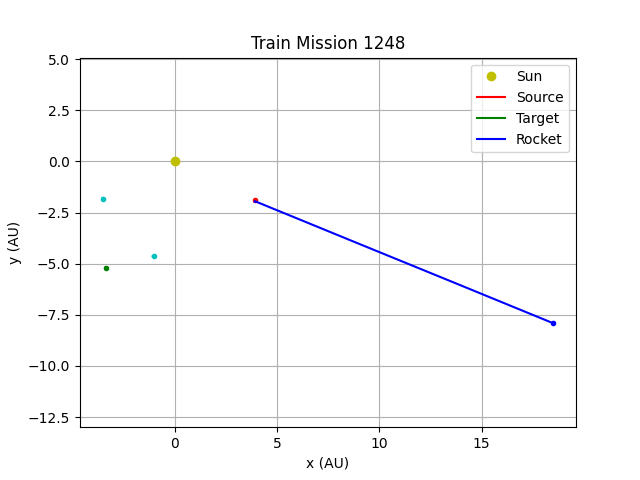 Train Mission 1248
5.0
2.5
0.0
−2.5
−5.0
−7.5
−10.0
−12.5
y (AU)
Sun
Source
Target
Rocket
0 5 10 15
x (AU)